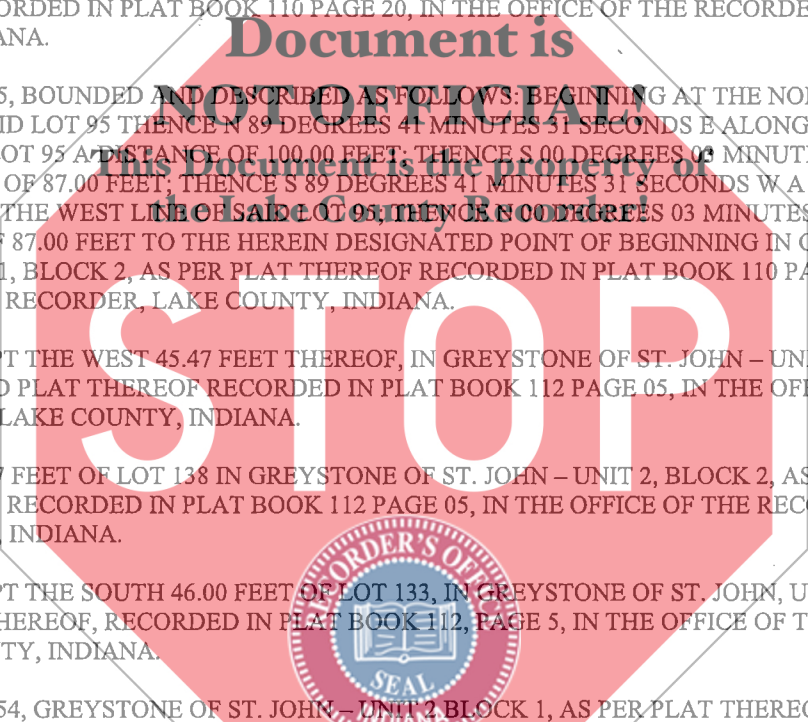 ORDED IN PLAT BOOK 110 PAGE 20, IN THE OFFICE OF THE RECORDE
ANA.
Document is
NOT OFFICIAL!
This Document is the property of
the Lake County Recorder!
5, BOUNDED AND DESCRIBED AS FOLLOWS: BEGINNING AT THE NO
ID LOT 95 THENCE N 89 DEGREES 41 MINUTES 31 SECONDS E ALONG
OT 95 A DISTANCE OF 100.00 FEET; THENCE S 00 DEGREES 03 MINUT
OF 87.00 FEET; THENCE S 89 DEGREES 41 MINUTES 31 SECONDS W A
THE WEST LINE OF SAID LOT 95, THENCE N 00 DEGREES 03 MINUTES
87.00 FEET TO THE HEREIN DESIGNATED POINT OF BEGINNING IN
1, BLOCK 2, AS PER PLAT THEREOF RECORDED IN PLAT BOOK 110 PA
RECORDER, LAKE COUNTY, INDIANA.
STOP
PT THE WEST 45.47 FEET THEREOF, IN GREYSTONE OF ST. JOHN – UNI
D PLAT THEREOF RECORDED IN PLAT BOOK 112 PAGE 05, IN THE OFF
LAKE COUNTY, INDIANA.
7 FEET OF LOT 138 IN GREYSTONE OF ST. JOHN – UNIT 2, BLOCK 2, AS
RECORDED IN PLAT BOOK 112 PAGE 05, IN THE OFFICE OF THE REC
INDIANA.
PT THE SOUTH 46.00 FEET OF LOT 133, IN GREYSTONE OF ST. JOHN, U
HEREOF, RECORDED IN PLAT BOOK 112, PAGE 5, IN THE OFFICE OF T
TY, INDIANA.
RECORDER'S OFFICE
SEAL
INDIANA
54, GREYSTONE OF ST. JOHN – UNIT 2 BLOCK 1, AS PER PLAT THEREO